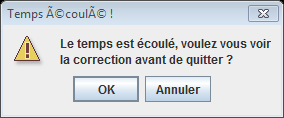 Temps Ã©coulÃ© !
Le temps est écoulé, voulez vous voir
la correction avant de quitter ?
OK Annuler